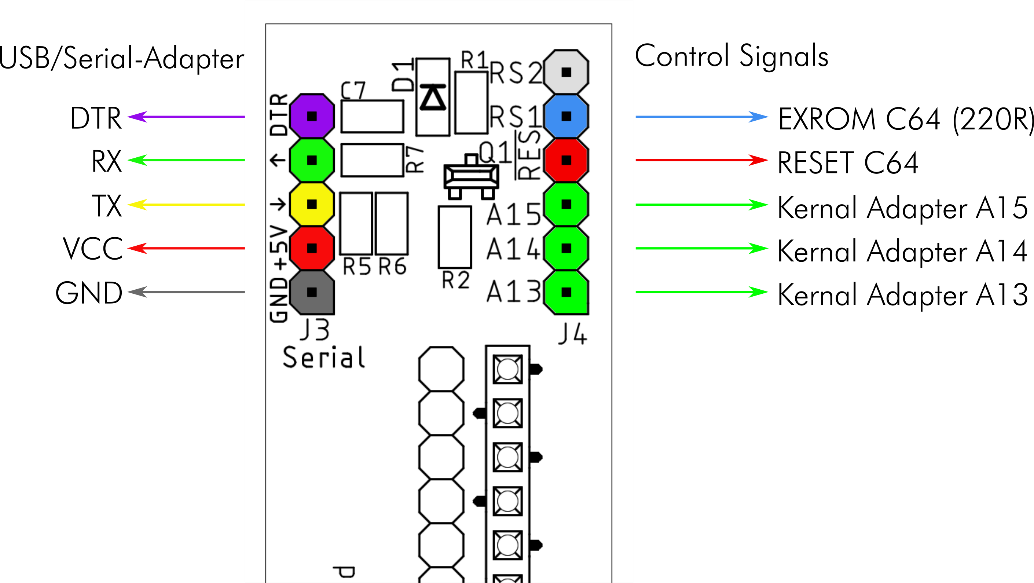 USB/Serial-Adapter
DTR
RX
TX
VCC
GND
DTR
←
→
+5V
GND
J3
Serial
C7
R7
R5 R6
D1
R1
Q1
R2
RS2
RS1
RES
A15
A14
A13
J4
Control Signals
EXROM C64 (220R)
RESET C64
Kernal Adapter A15
Kernal Adapter A14
Kernal Adapter A13